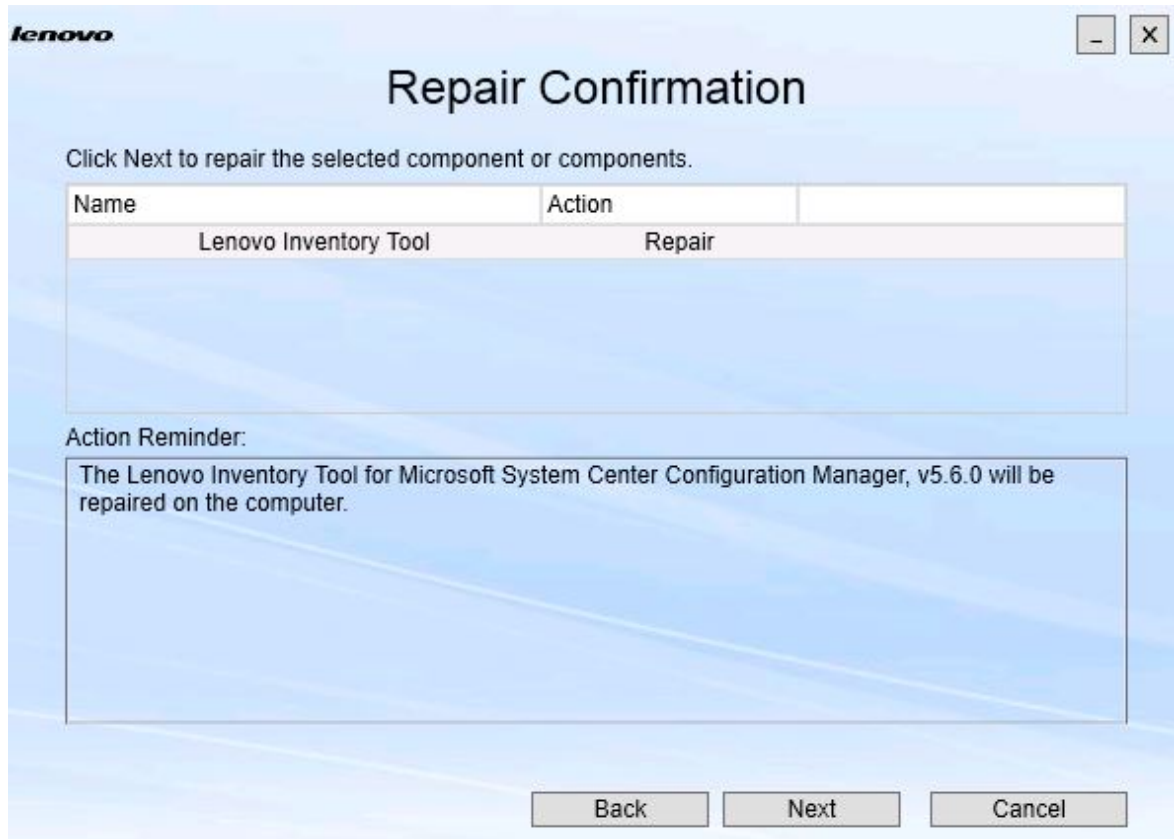 lenovo
_ X
Repair Confirmation
Click Next to repair the selected component or components.
Name Action
Lenovo Inventory Tool Repair
Action Reminder:
The Lenovo Inventory Tool for Microsoft System Center Configuration Manager, v5.6.0 will be
repaired on the computer.
Back Next Cancel